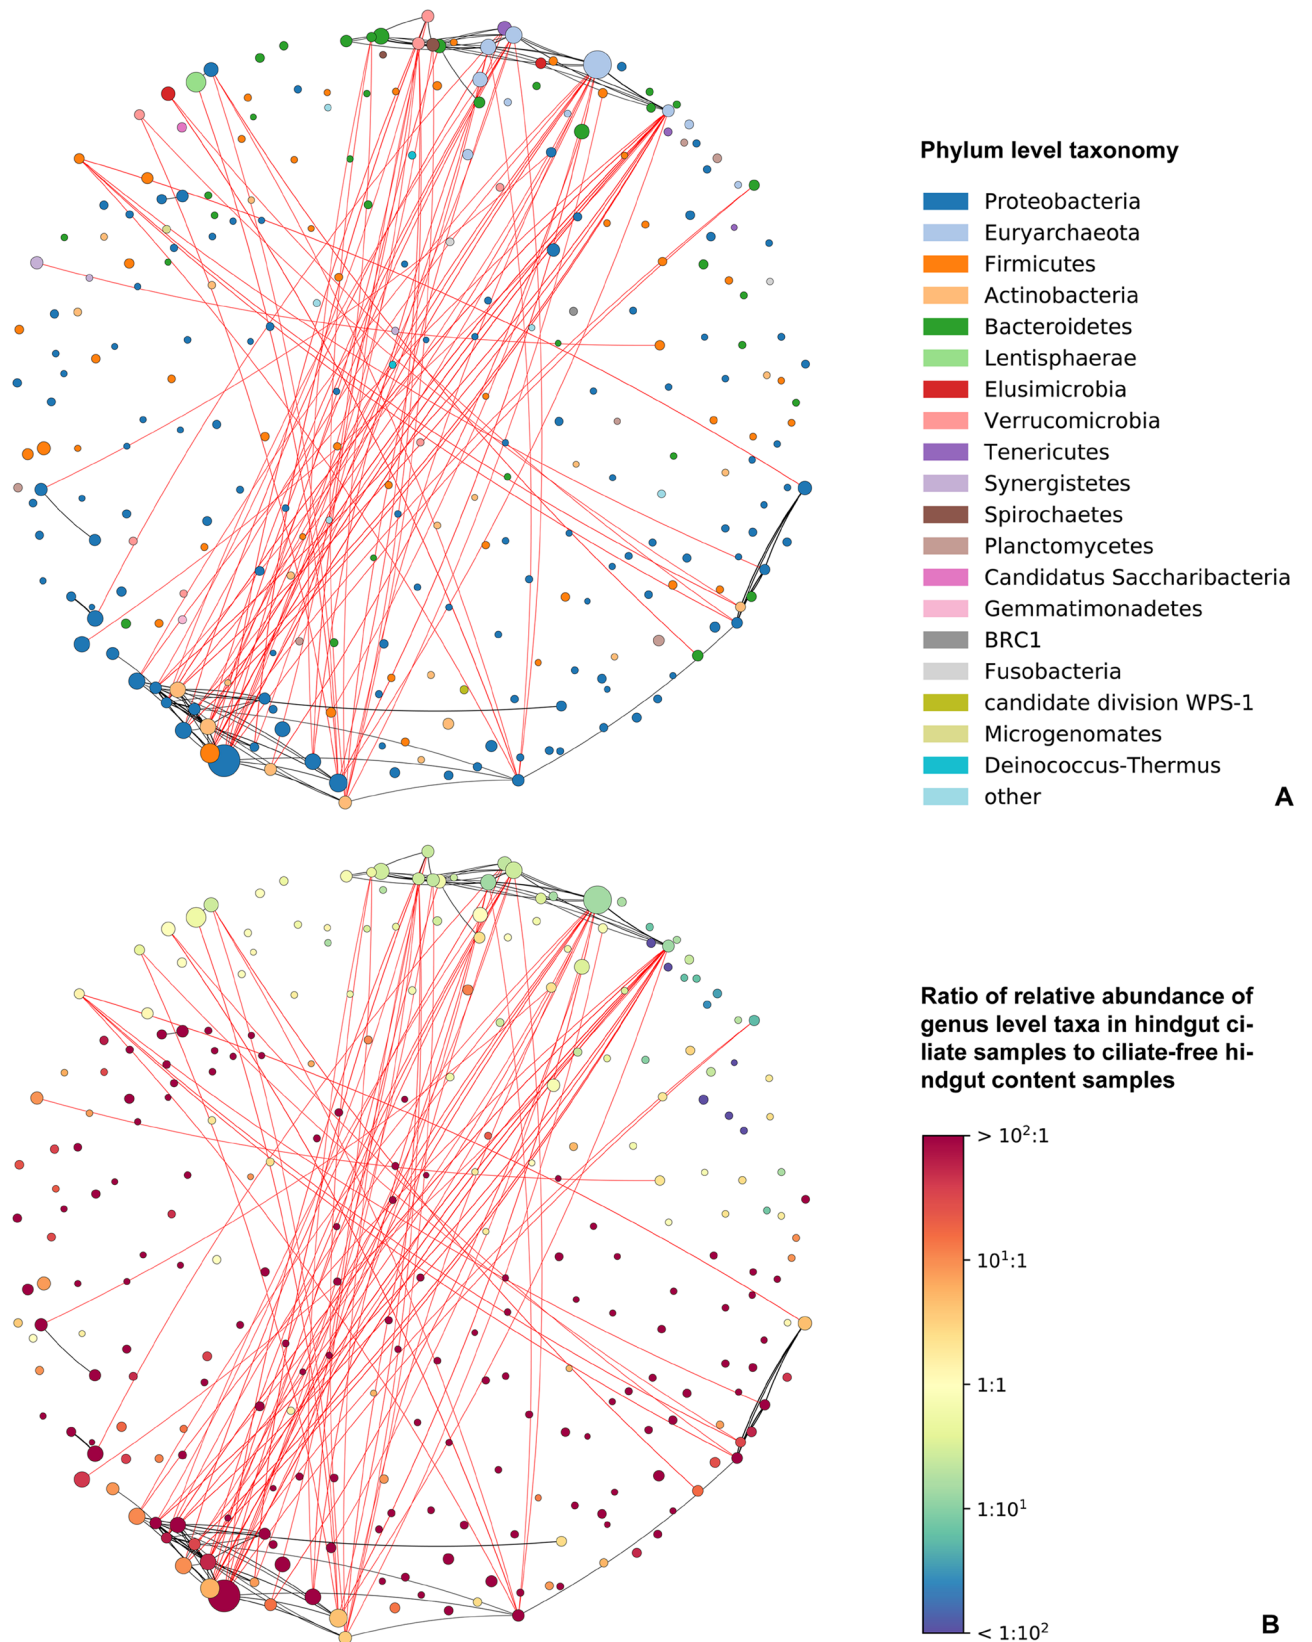 Phylum level taxonomy
Proteobacteria
Euryarchaeota
Firmicutes
Actinobacteria
Bacteroidetes
Lentisphaerae
Elusimicrobia
Verrucomicrobia
Tenericutes
Synergistetes
Spirochaetes
Planctomycetes
Candidatus Saccharibacteria
Gemmatimonadetes
BRC1
Fusobacteria
candidate division WPS-1
Microgenomates
Deinococcus-Thermus
other
A
Ratio of relative abundance of
genus level taxa in hindgut ci-
liate samples to ciliate-free hi-
ndgut content samples
> 10²:1
10¹:1
1:1
1:10¹
< 1:10²
B